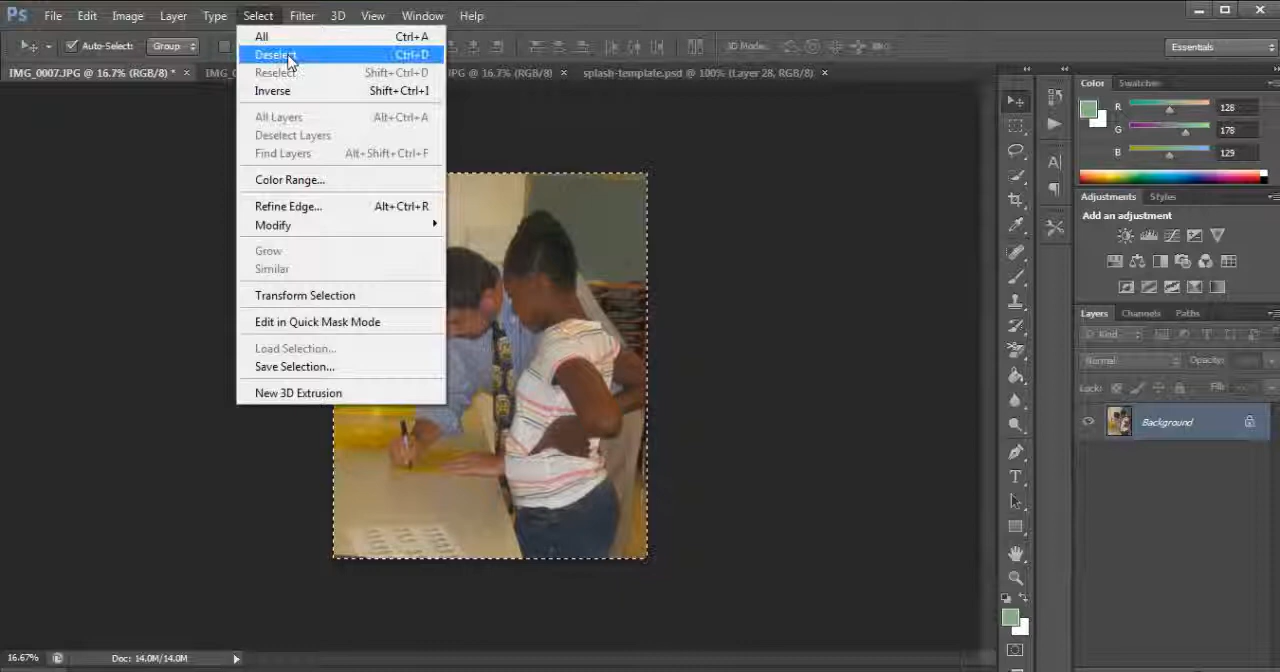 Ps File Edit Image Layer Type Select Filter 3D View Window Help
Auto-Select: Group 3D Mode: Essentials
IMG_0007.JPG @ 16.7% (RGB/8) * × JPG @ 16.7% (RGB/8) × splash-template.psd @ 100% (Layer 28, RGB/8) ×
All Ctrl+A
Deselect Ctrl+D
Reselect Shift+Ctrl+D
Inverse Shift+Ctrl+I
All Layers Alt+Ctrl+A
Deselect Layers
Find Layers Alt+Shift+Ctrl+F
Color Range...
Refine Edge... Alt+Ctrl+R
Modify
Grow
Similar
Transform Selection
Edit in Quick Mask Mode
Load Selection...
Save Selection...
New 3D Extrusion
Color Swatches
R 128
G 178
B 129
Adjustments Styles
Add an adjustment
Layers Channels Paths
Kind
Normal Opacity:
Lock: Fill:
Background
16.67% Doc: 14.0M/14.0M